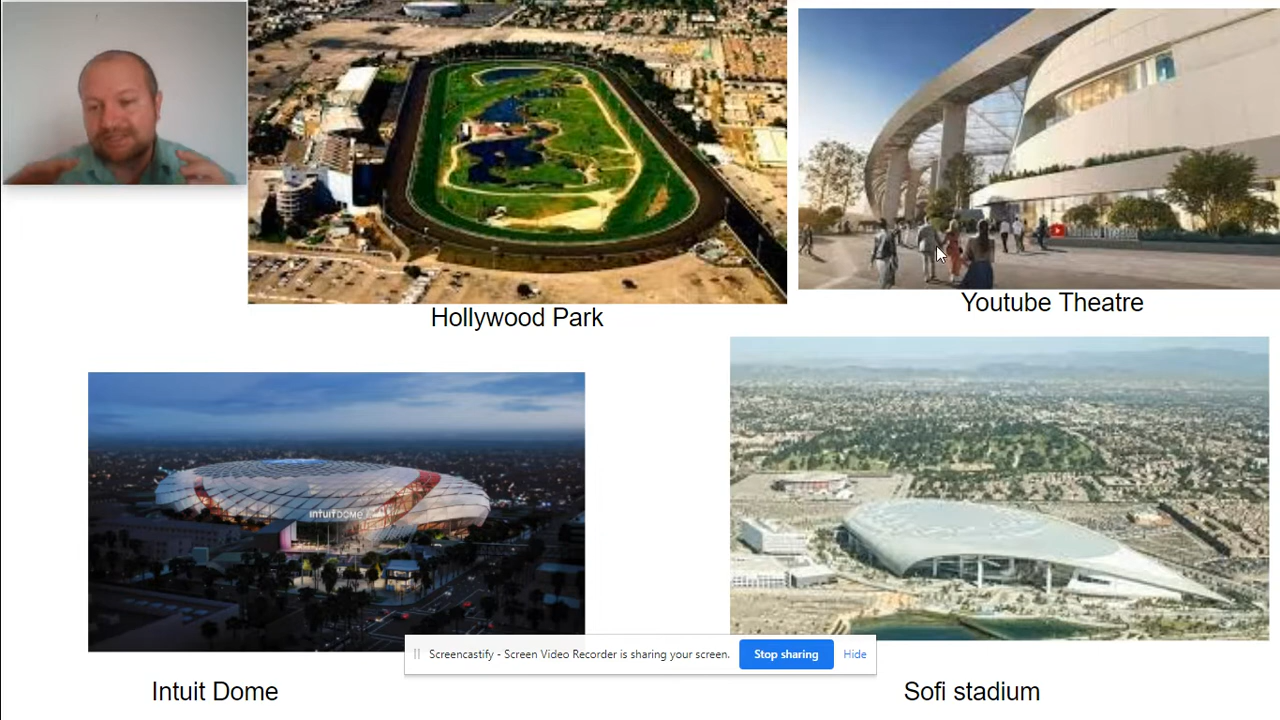 Hollywood Park
Youtube Theatre
INTUIT DOME
Screencastify - Screen Video Recorder is sharing your screen.
Stop sharing
Hide
Intuit Dome
Sofi stadium